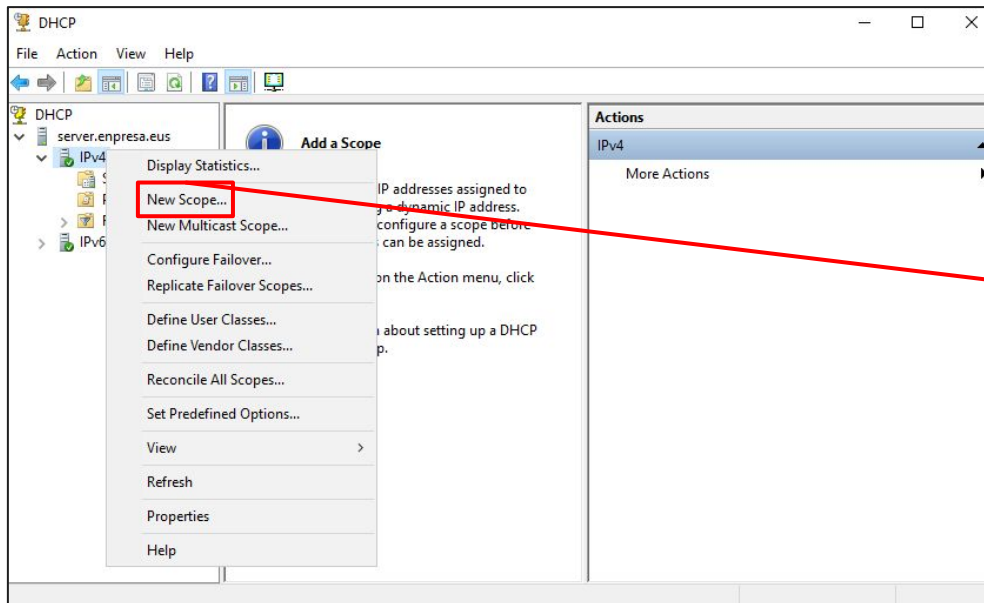 DHCP
File Action View Help
DHCP
server.enpresa.eus
IPv4
IPv6
Display Statistics...
New Scope...
New Multicast Scope...
Configure Failover...
Replicate Failover Scopes...
Define User Classes...
Define Vendor Classes...
Reconcile All Scopes...
Set Predefined Options...
View
Refresh
Properties
Help
Add a Scope
IP addresses assigned to
a dynamic IP address.
configure a scope before
can be assigned.
on the Action menu, click
about setting up a DHCP
Actions
IPv4
More Actions